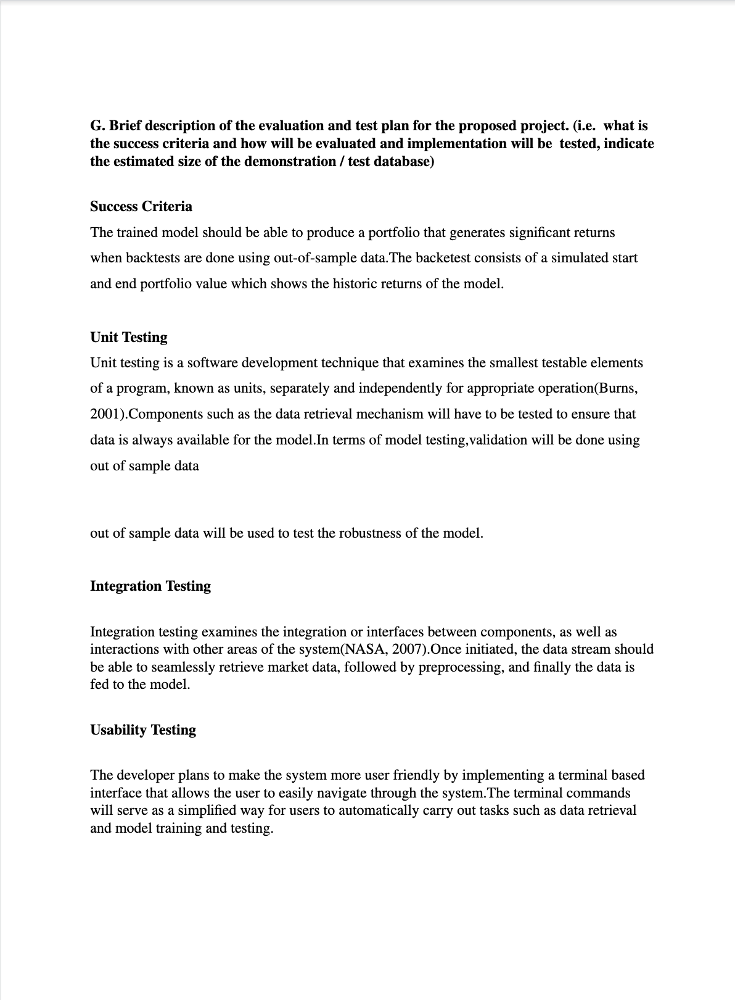 G. Brief description of the evaluation and test plan for the proposed project. (i.e.  what is
the success criteria and how will be evaluated and implementation will be  tested, indicate
the estimated size of the demonstration / test database)
Success Criteria
The trained model should be able to produce a portfolio that generates significant returns
when backtests are done using out-of-sample data.The backetest consists of a simulated start
and end portfolio value which shows the historic returns of the model.
Unit Testing
Unit testing is a software development technique that examines the smallest testable elements
of a program, known as units, separately and independently for appropriate operation(Burns,
2001).Components such as the data retrieval mechanism will have to be tested to ensure that
data is always available for the model.In terms of model testing,validation will be done using
out of sample data
out of sample data will be used to test the robustness of the model.
Integration Testing
Integration testing examines the integration or interfaces between components, as well as
interactions with other areas of the system(NASA, 2007).Once initiated, the data stream should
be able to seamlessly retrieve market data, followed by preprocessing, and finally the data is
fed to the model.
Usability Testing
The developer plans to make the system more user friendly by implementing a terminal based
interface that allows the user to easily navigate through the system.The terminal commands
will serve as a simplified way for users to automatically carry out tasks such as data retrieval
and model training and testing.